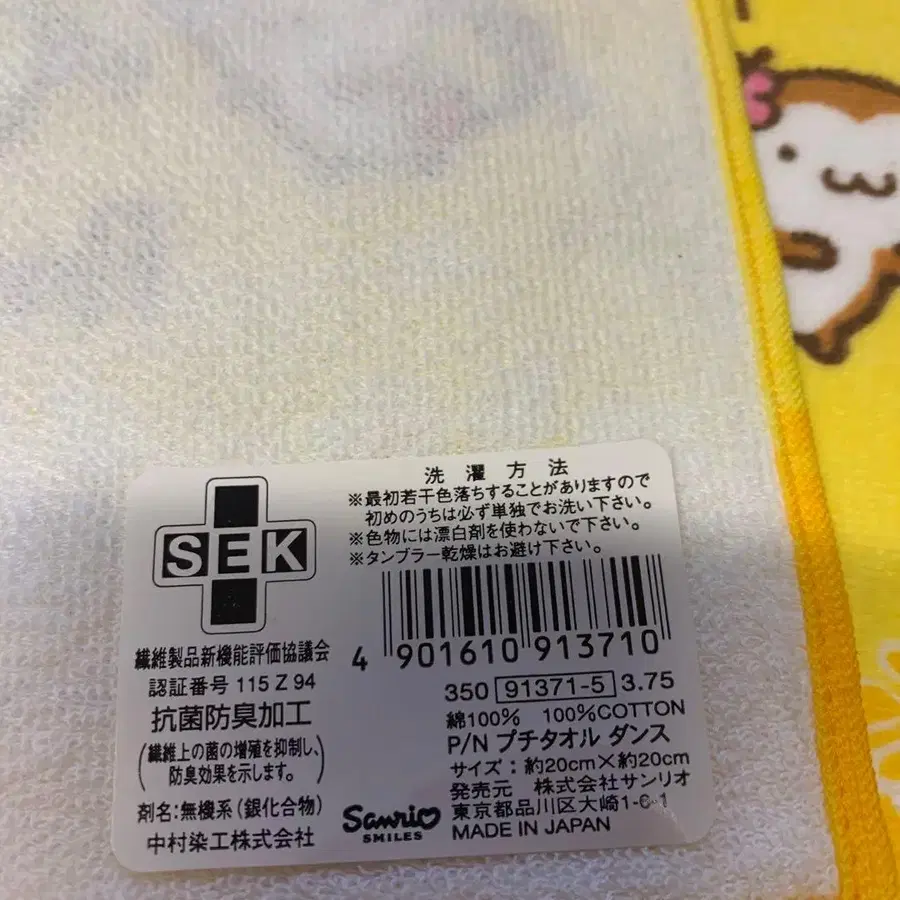 SEK
繊維製品新機能評価協議会
認証番号 115 Z 94
抗菌防臭加工
(繊維上の菌の増殖を抑制し、
防臭効果を示します。)
剤名:無機系(銀化合物)
中村染工株式会社
洗濯方法
※最初若干色落ちすることがありますので
初めのうちは必ず単独でお洗い下さい。
※色物には漂白剤を使わないで下さい。
※タンブラー乾燥はお避け下さい。
4 901610 913710
350 91371-5 3.75
綿100% 100%COTTON
P/N プチタオル ダンス
サイズ:約20cm×約20cm
発売元 株式会社サンリオ
東京都品川区大崎1-6-1
MADE IN JAPAN
Sanrio
SMILES